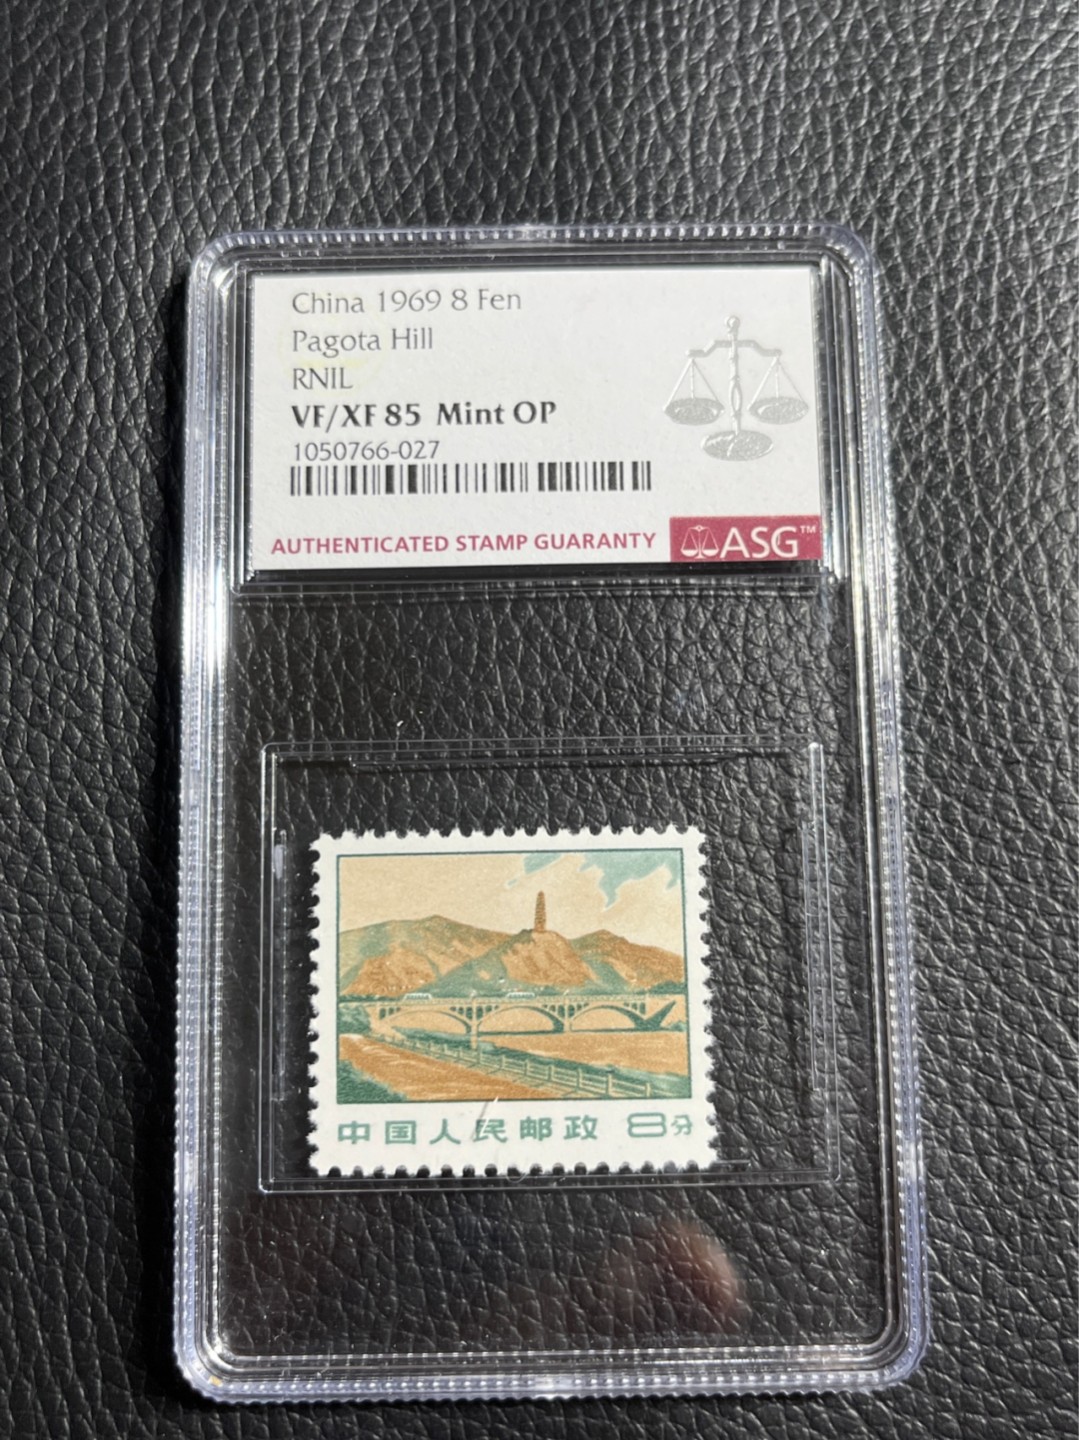 China 1969 8 Fen
Pagota Hill
RNIL
VF/XF 85 Mint OP
1050766-027
AUTHENTICATED STAMP GUARANTY ASG™
中国人民邮政 8分